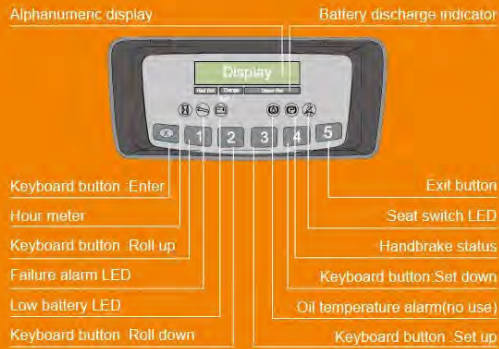 Alphanumeric display
Battery discharge indicator
Display
1 2 3 4 5
Keyboard button :Enter
Exit button
Hour meter
Seat switch LED
Keyboard button :Roll up
Handbrake status
Failure alarm LED
Keyboard button:Set down
Low battery LED
Oil temperature alarm(no use)
Keyboard button :Roll down
Keyboard button :Set up